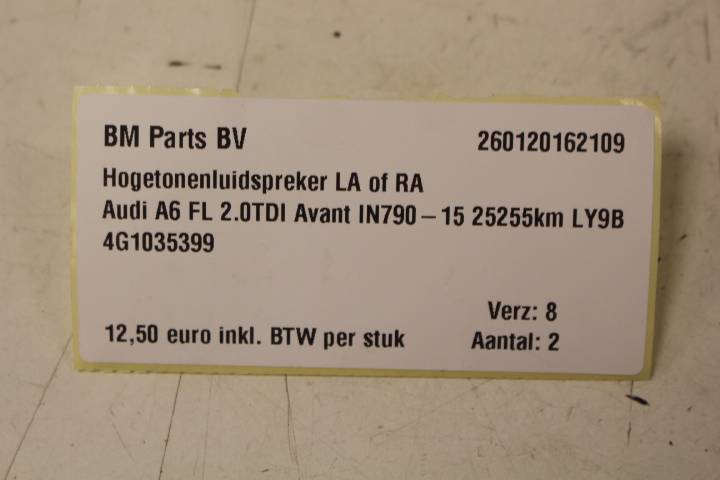 BM Parts BV 260120162109
Hogetonenluidspreker LA of RA
Audi A6 FL 2.0TDI Avant IN790 – 15 25255km LY9B
4G1035399
Verz: 8
12,50 euro inkl. BTW per stuk Aantal: 2